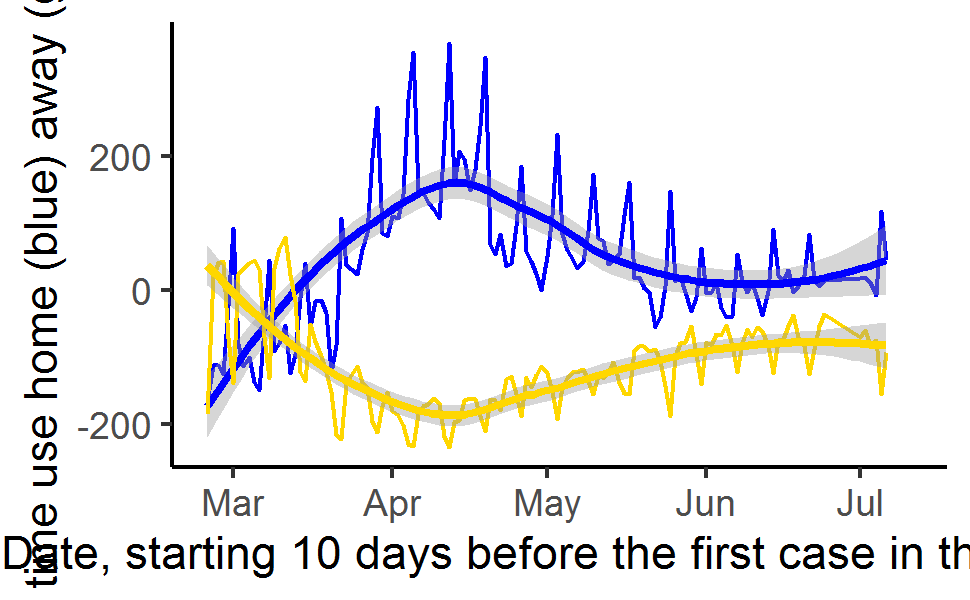 time use home (blue) away (
200
0
-200
Mar Apr May Jun Jul
Date, starting 10 days before the first case in th